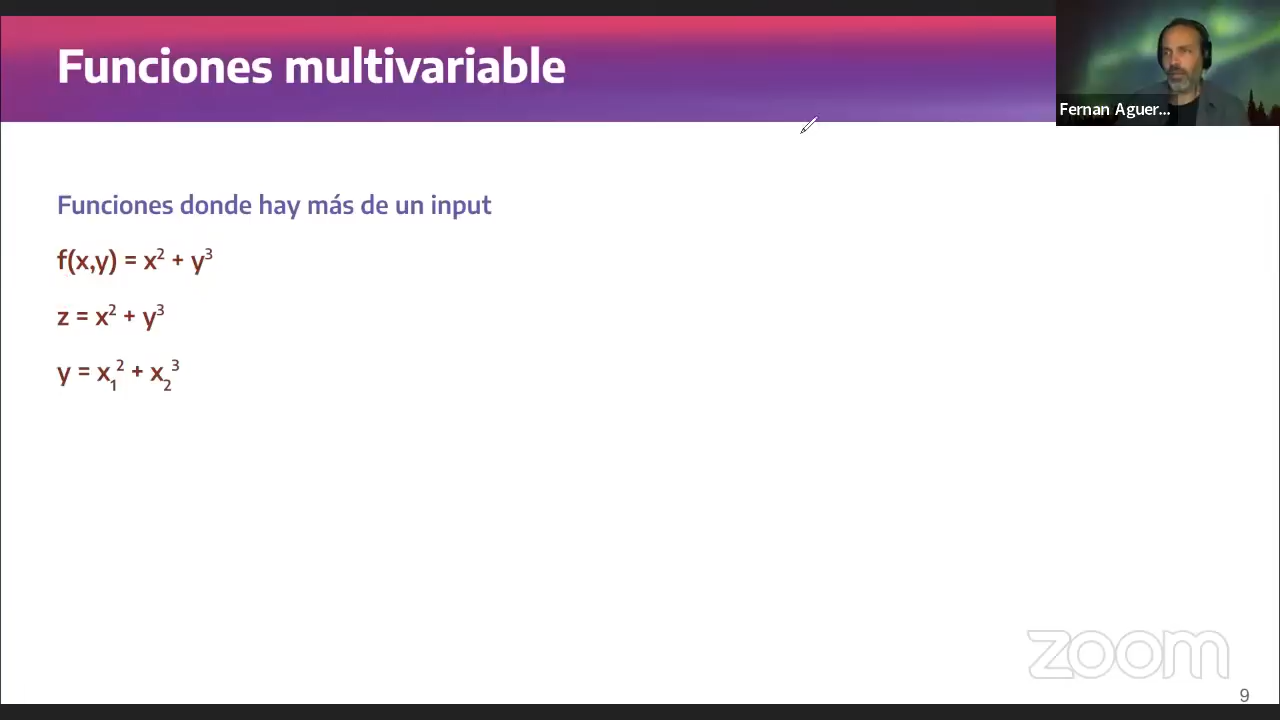 Funciones multivariable
Fernan Aguer...
Funciones donde hay más de un input
f(x,y) = x² + y³
z = x² + y³
y = x₁² + x₂³
zoom
9